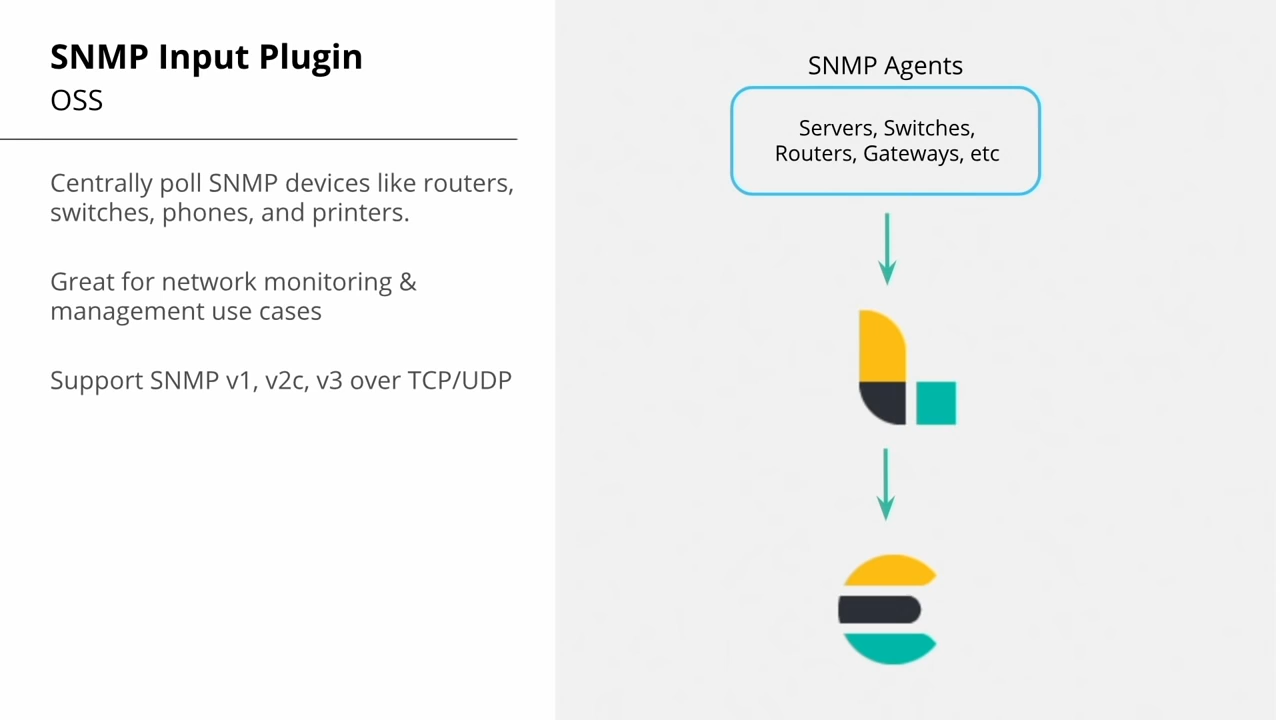 SNMP Input Plugin
OSS
Centrally poll SNMP devices like routers,
switches, phones, and printers.
Great for network monitoring &
management use cases
Support SNMP v1, v2c, v3 over TCP/UDP
SNMP Agents
Servers, Switches,
Routers, Gateways, etc